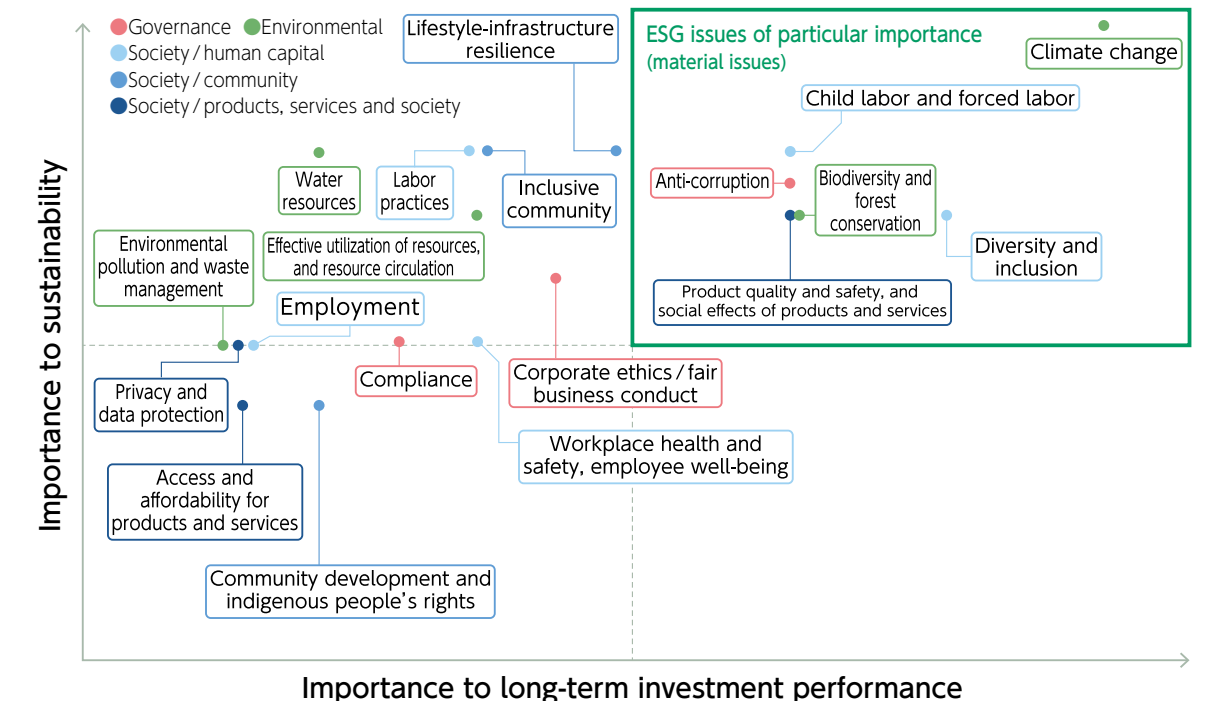 Governance
Environmental
Society / human capital
Society / community
Society / products, services and society
Lifestyle-infrastructure
resilience
ESG issues of particular importance
(material issues)
Climate change
Child labor and forced labor
Water
resources
Labor
practices
Inclusive
community
Anti-corruption
Biodiversity and
forest
conservation
Environmental
pollution and waste
management
Effective utilization of resources,
and resource circulation
Diversity and
inclusion
Product quality and safety, and
social effects of products and services
Employment
Privacy and
data protection
Compliance
Corporate ethics / fair
business conduct
Workplace health and
safety, employee well-being
Access and
affordability for
products and services
Community development and
indigenous people’s rights
Importance to sustainability
Importance to long-term investment performance